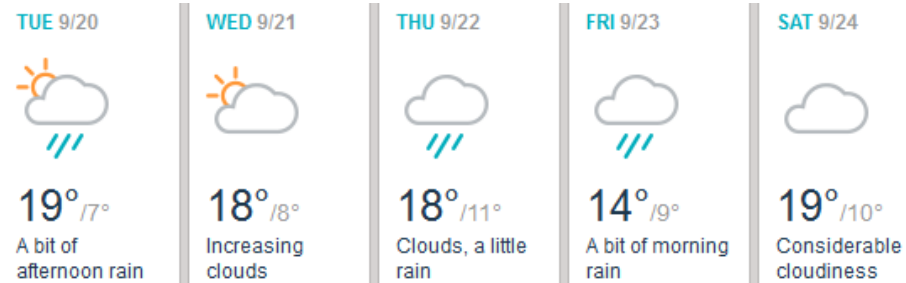 TUE 9/20
19°/7°
A bit of
afternoon rain
WED 9/21
18°/8°
Increasing
clouds
THU 9/22
18°/11°
Clouds, a little
rain
FRI 9/23
14°/9°
A bit of morning
rain
SAT 9/24
19°/10°
Considerable
cloudiness